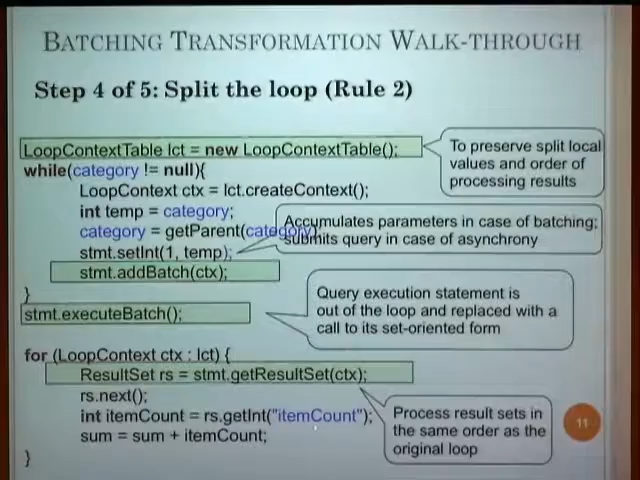 BATCHING TRANSFORMATION WALK-THROUGH
Step 4 of 5: Split the loop (Rule 2)
LoopContextTable lct = new LoopContextTable();
while(category != null){
LoopContext ctx = lct.createContext();
int temp = category;
category = getParent(category);
stmt.setInt(1, temp);
stmt.addBatch(ctx);
}
stmt.executeBatch();
for (LoopContext ctx : lct) {
ResultSet rs = stmt.getResultSet(ctx);
rs.next();
int itemCount = rs.getInt("itemCount");
sum = sum + itemCount;
}
To preserve split local
values and order of
processing results
Accumulates parameters in case of batching;
submits query in case of asynchrony
Query execution statement is
out of the loop and replaced with a
call to its set-oriented form
Process result sets in
the same order as the
original loop
11